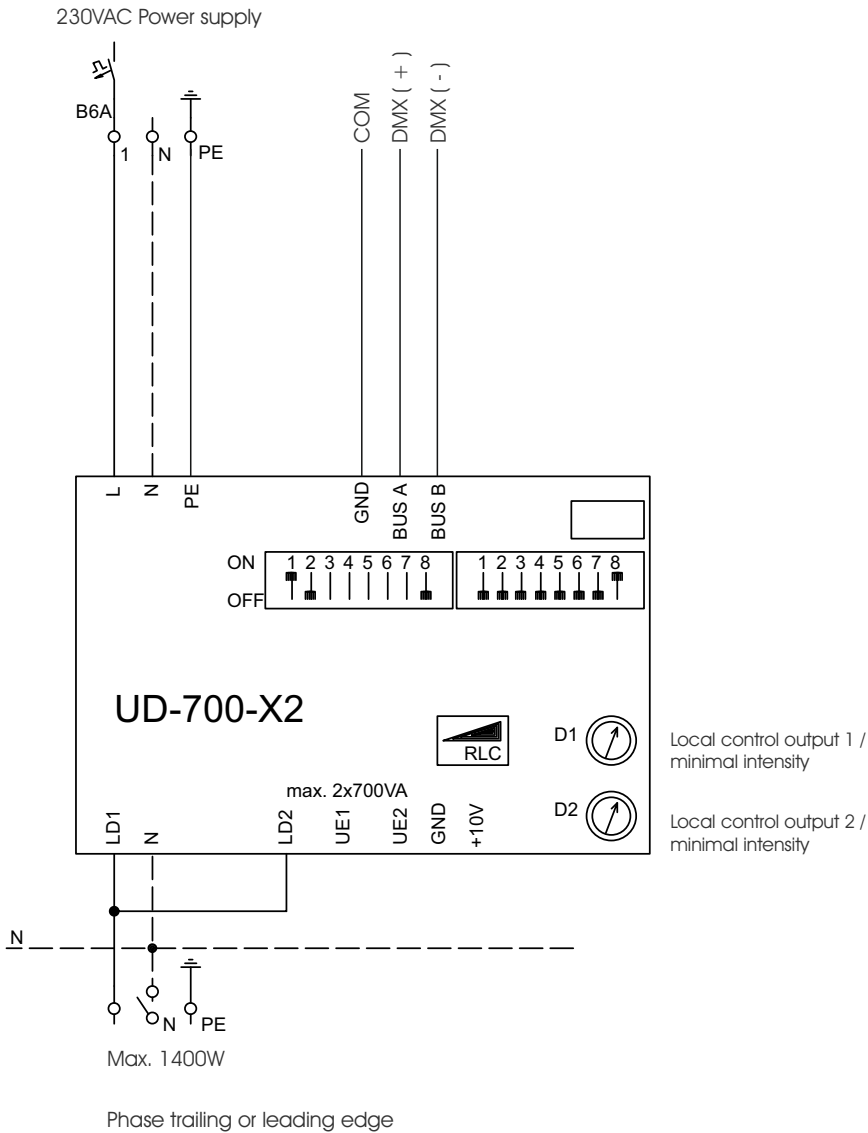 230VAC Power supply
B6A
1
N
PE
COM
DMX ( + )
DMX ( - )
L
N
PE
GND
BUS A
BUS B
ON
OFF
1 2 3 4 5 6 7 8
1 2 3 4 5 6 7 8
UD-700-X2
RLC
D1
Local control output 1 /
minimal intensity
max. 2x700VA
D2
Local control output 2 /
minimal intensity
LD1
N
LD2
UE1
UE2
GND
+10V
N
N
PE
Max. 1400W
Phase trailing or leading edge